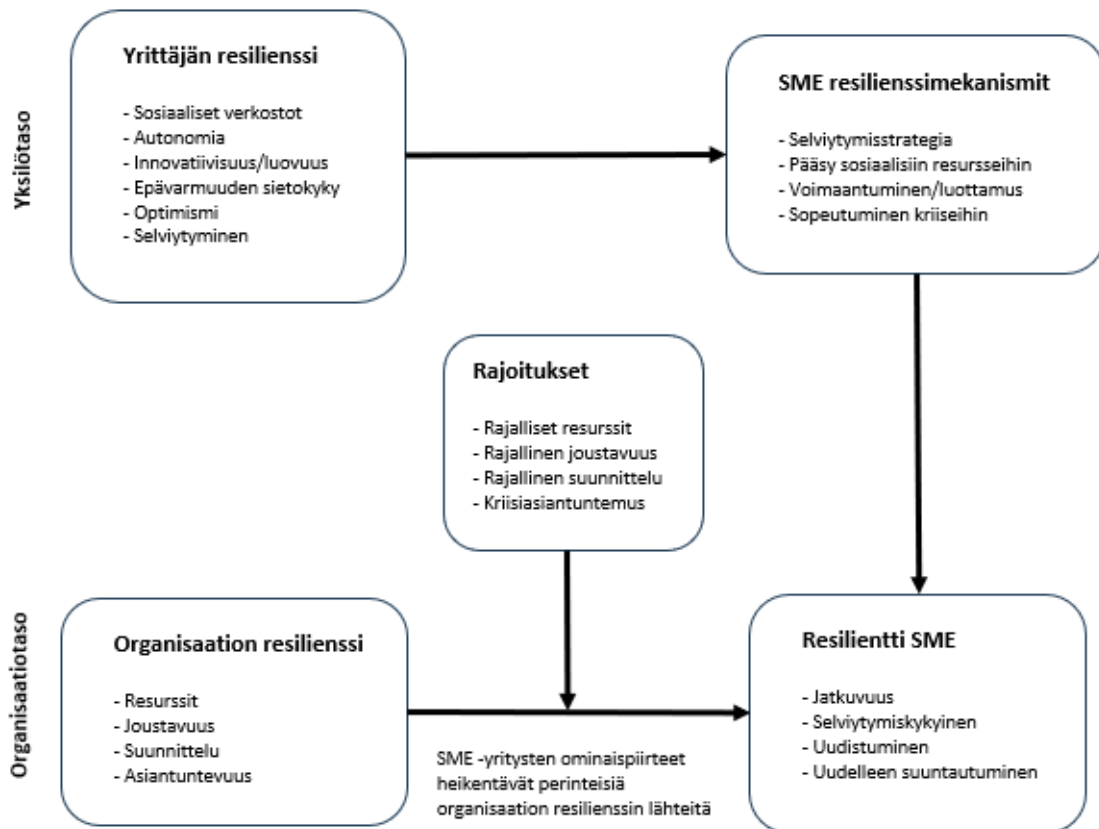 Yksilötaso
Yrittäjän resilienssi
- Sosiaaliset verkostot
- Autonomia
- Innovatiivisuus/luovuus
- Epävarmuuden sietokyky
- Optimismi
- Selviytyminen
SME resilienssimekanismit
- Selviytymisstrategia
- Pääsy sosiaalisiin resursseihin
- Voimaantuminen/luottamus
- Sopeutuminen kriiseihin
Rajoitukset
- Rajalliset resurssit
- Rajallinen joustavuus
- Rajallinen suunnittelu
- Kriisiasiantuntemus
Organisaatiotaso
Organisaation resilienssi
- Resurssit
- Joustavuus
- Suunnittelu
- Asiantuntevuus
SME -yritysten ominaispiirteet
heikentävät perinteisiä
organisaation resilienssin lähteitä
Resilientti SME
- Jatkuvuus
- Selviytymiskykyinen
- Uudistuminen
- Uudelleen suuntautuminen